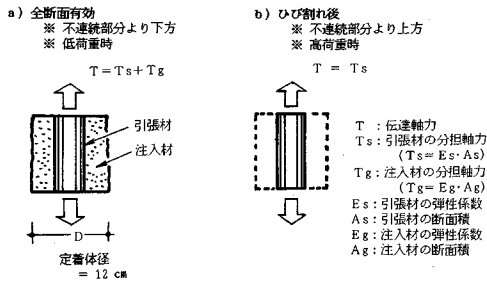 a）全断面有効
※ 不連続部分より下方
※ 低荷重時
T＝Ts＋Tg
引張材
注入材
D
定着体径
＝12 cm
b）ひび割れ後
※ 不連続部分より上方
※ 高荷重時
T ＝ Ts
T ：伝達軸力
Ts：引張材の分担軸力
（Ts＝Es・As）
Tg：注入材の分担軸力
（Tg＝Eg・Ag）
Es：引張材の弾性係数
As：引張材の断面積
Eg：注入材の弾性係数
Ag：注入材の断面積